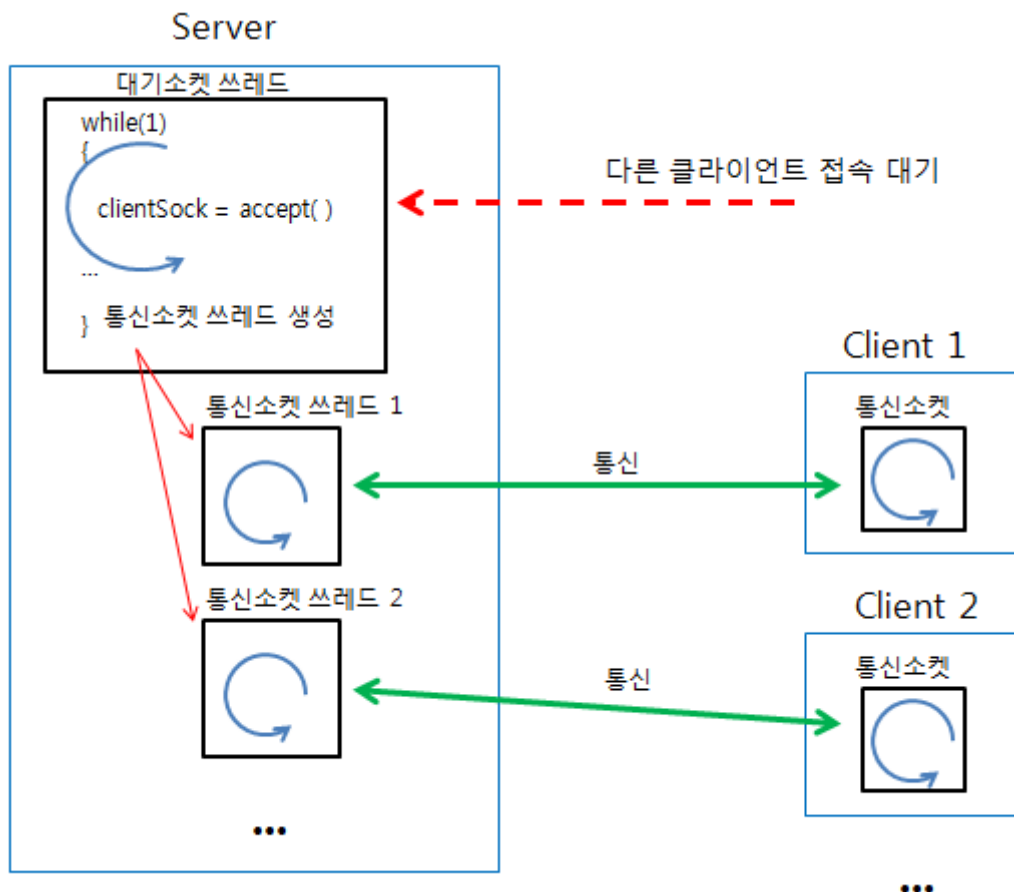 Server
대기소켓 쓰레드
while(1)
{
clientSock = accept( )
...
} 통신소켓 쓰레드 생성
다른 클라이언트 접속 대기
통신소켓 쓰레드 1
통신소켓 쓰레드 2
...
통신
통신
Client 1
통신소켓
Client 2
통신소켓
...